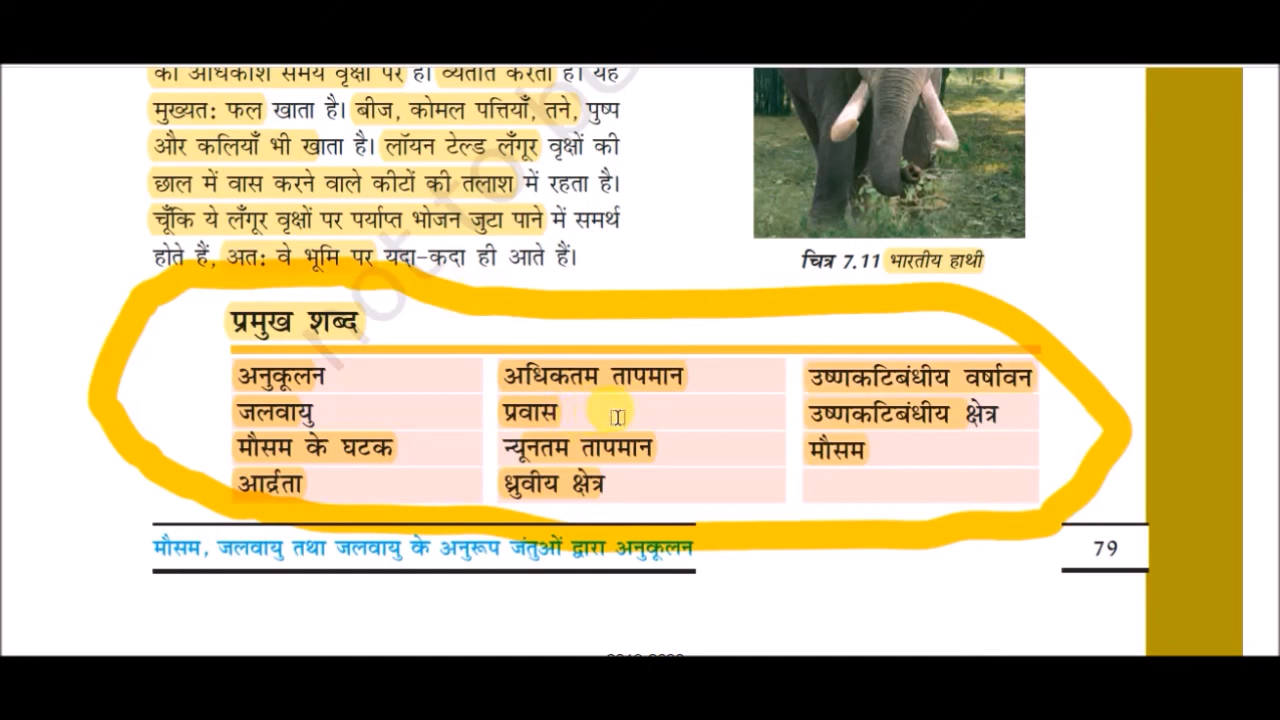 का अधिकांश समय वृक्षों पर ही व्यतीत करता है। यह
मुख्यत: फल खाता है। बीज, कोमल पत्तियाँ, तने, पुष्प
और कलियाँ भी खाता है। लॉयन टेल्ड लँगूर वृक्षों की
छाल में वास करने वाले कीटों की तलाश में रहता है।
चूँकि ये लँगूर वृक्षों पर पर्याप्त भोजन जुटा पाने में समर्थ
होते हैं, अत: वे भूमि पर यदा-कदा ही आते हैं।
चित्र 7.11 भारतीय हाथी
not to be
प्रमुख शब्द
अनुकूलन अधिकतम तापमान उष्णकटिबंधीय वर्षावन
जलवायु प्रवास उष्णकटिबंधीय क्षेत्र
मौसम के घटक न्यूनतम तापमान मौसम
आर्द्रता ध्रुवीय क्षेत्र
मौसम, जलवायु तथा जलवायु के अनुरूप जंतुओं द्वारा अनुकूलन 79